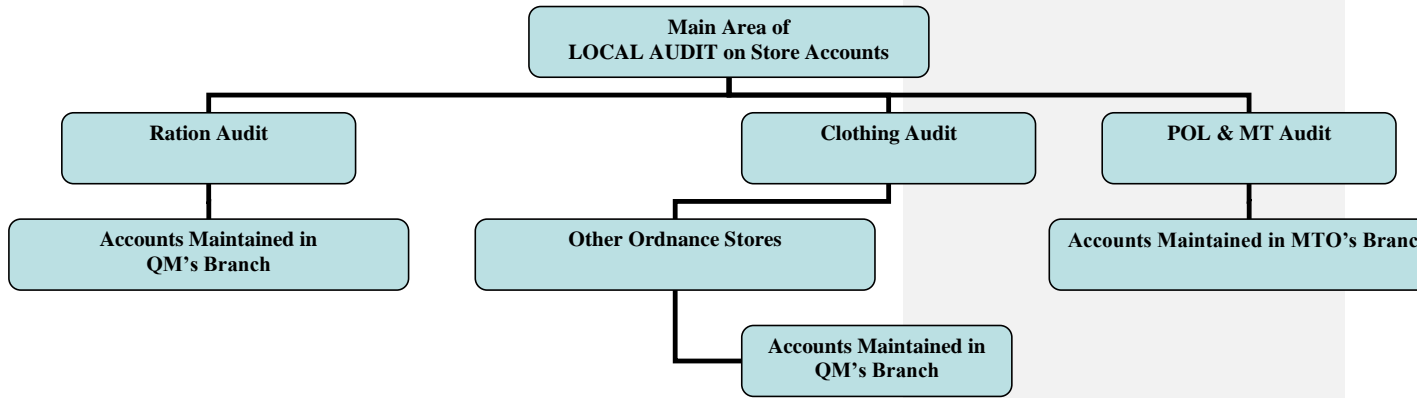 Main Area of
LOCAL AUDIT on Store Accounts
Ration Audit
Clothing Audit
POL & MT Audit
Accounts Maintained in
QM's Branch
Other Ordnance Stores
Accounts Maintained in MTO's Branc
Accounts Maintained in
QM's Branch